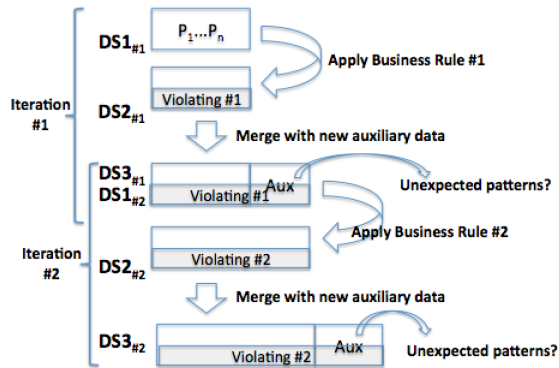 P1...Pn
DS1#1
Apply Business Rule #1
Iteration
#1
Violating #1
DS2#1
Merge with new auxiliary data
DS3#1
DS1#2
Aux
Violating #1
Unexpected patterns?
Apply Business Rule #2
Iteration
#2
DS2#2
Violating #2
Merge with new auxiliary data
DS3#2
Aux
Violating #2
Unexpected patterns?